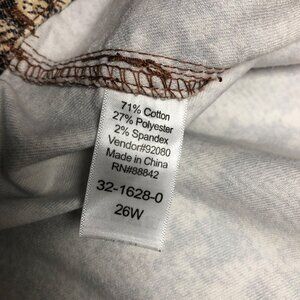 71% Cotton
27% Polyester
2% Spandex
Vendor#92080
Made in China
RN#88842
32-1628-0
26W